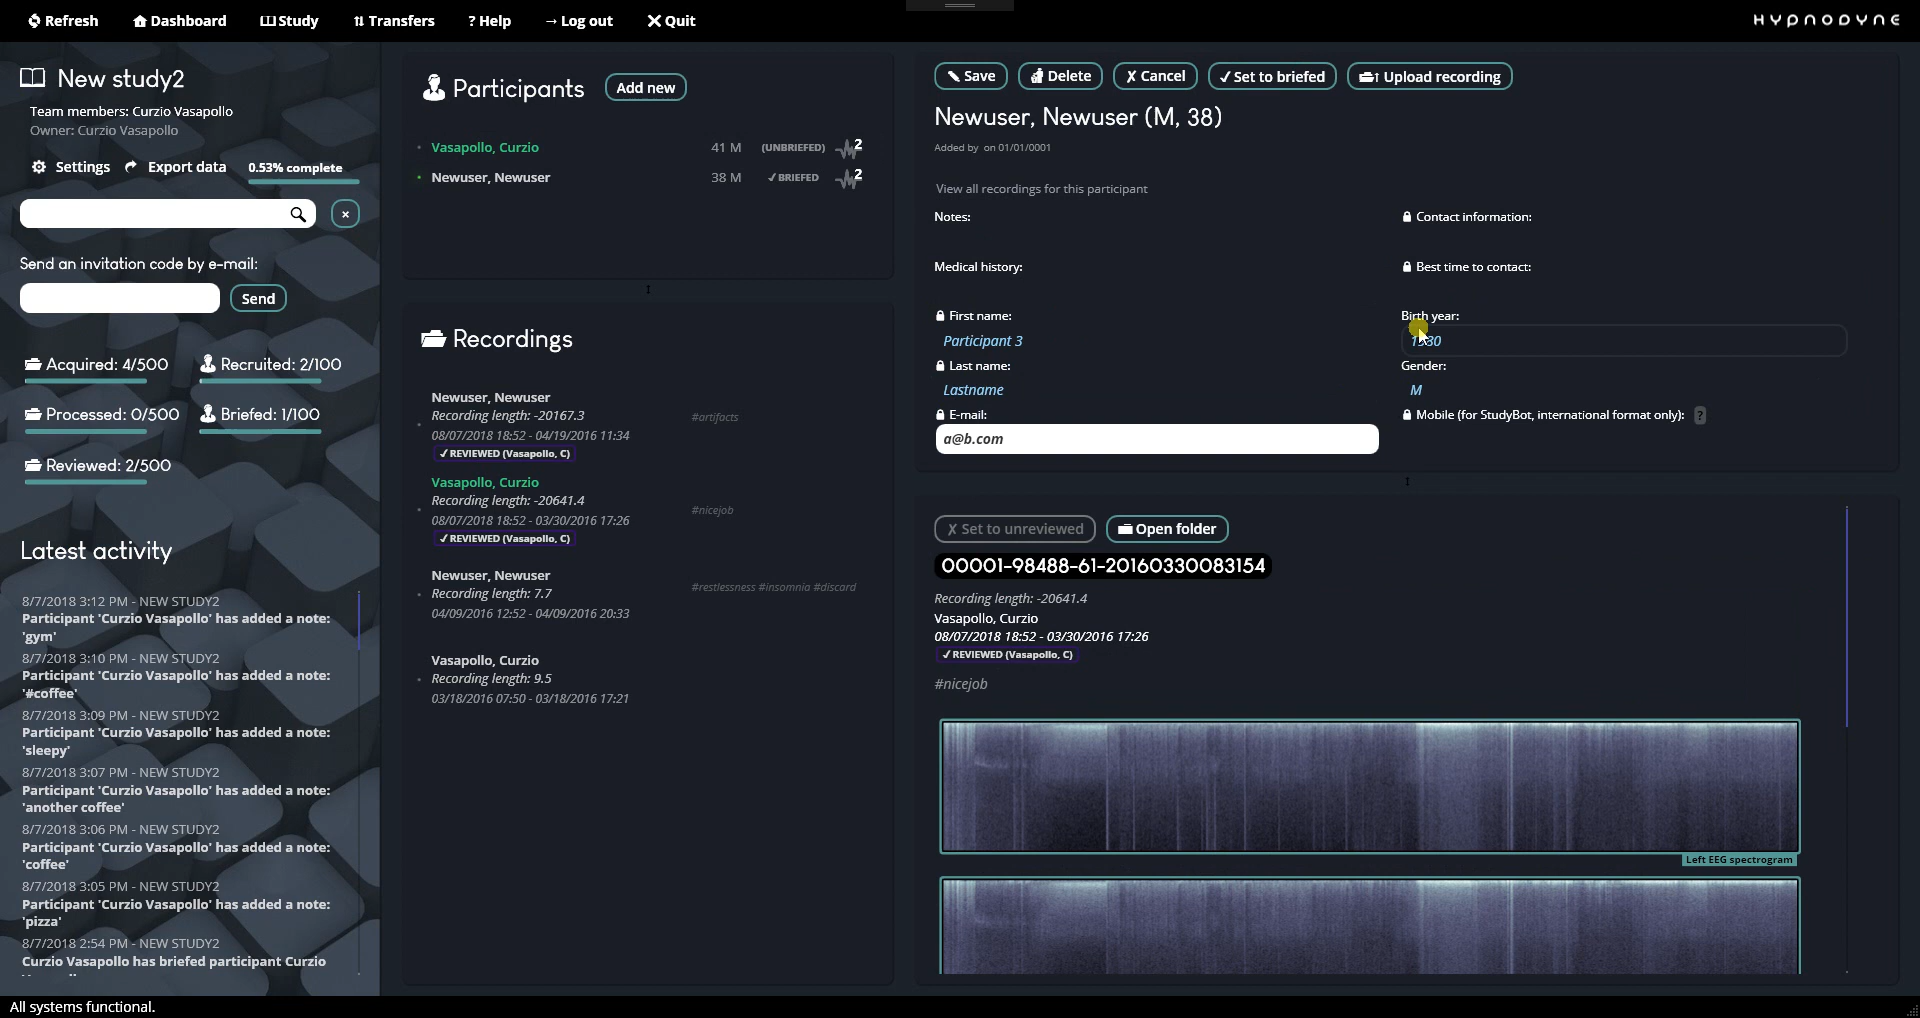 Refresh Dashboard Study Transfers ? Help → Log out Quit HYPNODYNE
New study2
Team members: Curzio Vasapollo
Owner: Curzio Vasapollo
Settings Export data 0.53% complete
×
Send an invitation code by e-mail:
Send
Acquired: 4/500 Recruited: 2/100
Processed: 0/500 Briefed: 1/100
Reviewed: 2/500
Latest activity
8/7/2018 3:12 PM - NEW STUDY2
Participant 'Curzio Vasapollo' has added a note:
'gym'
8/7/2018 3:10 PM - NEW STUDY2
Participant 'Curzio Vasapollo' has added a note:
'#coffee'
8/7/2018 3:09 PM - NEW STUDY2
Participant 'Curzio Vasapollo' has added a note:
'sleepy'
8/7/2018 3:07 PM - NEW STUDY2
Participant 'Curzio Vasapollo' has added a note:
'another coffee'
8/7/2018 3:06 PM - NEW STUDY2
Participant 'Curzio Vasapollo' has added a note:
'coffee'
8/7/2018 3:05 PM - NEW STUDY2
Participant 'Curzio Vasapollo' has added a note:
'pizza'
8/7/2018 2:54 PM - NEW STUDY2
Curzio Vasapollo has briefed participant Curzio
Participants Add new
Vasapollo, Curzio 41 M (UNBRIEFED) 2
Newuser, Newuser 38 M ✓BRIEFED 2
Recordings
Newuser, Newuser
Recording length: -20167.3 #artifacts
08/07/2018 18:52 - 04/19/2016 11:34
✓REVIEWED (Vasapollo, C)
Vasapollo, Curzio
Recording length: -20641.4 #nicejob
08/07/2018 18:52 - 03/30/2016 17:26
✓REVIEWED (Vasapollo, C)
Newuser, Newuser
Recording length: 7.7 #restlessness #insomnia #discard
04/09/2016 12:52 - 04/09/2016 20:33
Vasapollo, Curzio
Recording length: 9.5
03/18/2016 07:50 - 03/18/2016 17:21
Save Delete ✗ Cancel ✓Set to briefed Upload recording
Newuser, Newuser (M, 38)
Added by on 01/01/0001
View all recordings for this participant
Notes: Contact information:
Medical history: Best time to contact:
First name: Birth year:
Participant 3
Last name: Gender:
Lastname M
E-mail: Mobile (for StudyBot, international format only): ?
a@b.com
✗ Set to unreviewed Open folder
00001-98488-61-20160330083154
Recording length: -20641.4
Vasapollo, Curzio
08/07/2018 18:52 - 03/30/2016 17:26
✓REVIEWED (Vasapollo, C)
#nicejob
Left EEG spectrogram
All systems functional.